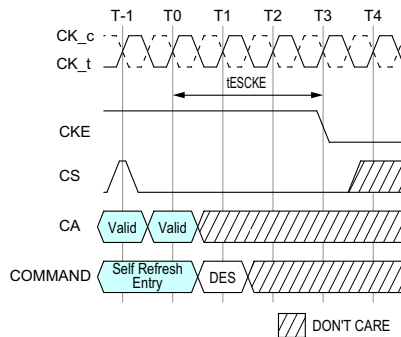 T-1 T0 T1 T2 T3 T4
CK_c
CK_t
tESCKE
CKE
CS
CA Valid Valid
COMMAND Self Refresh Entry DES
DON'T CARE